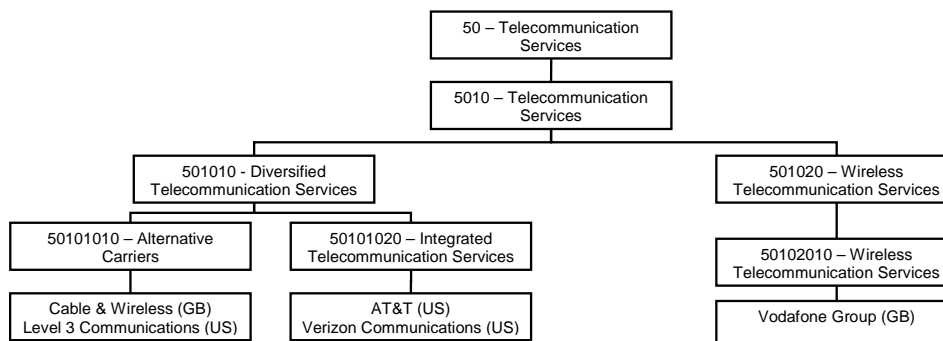 50 – Telecommunication
Services
5010 – Telecommunication
Services
501010 - Diversified
Telecommunication Services
501020 – Wireless
Telecommunication Services
50101010 – Alternative
Carriers
50101020 – Integrated
Telecommunication Services
50102010 – Wireless
Telecommunication Services
Cable & Wireless (GB)
Level 3 Communications (US)
AT&T (US)
Verizon Communications (US)
Vodafone Group (GB)